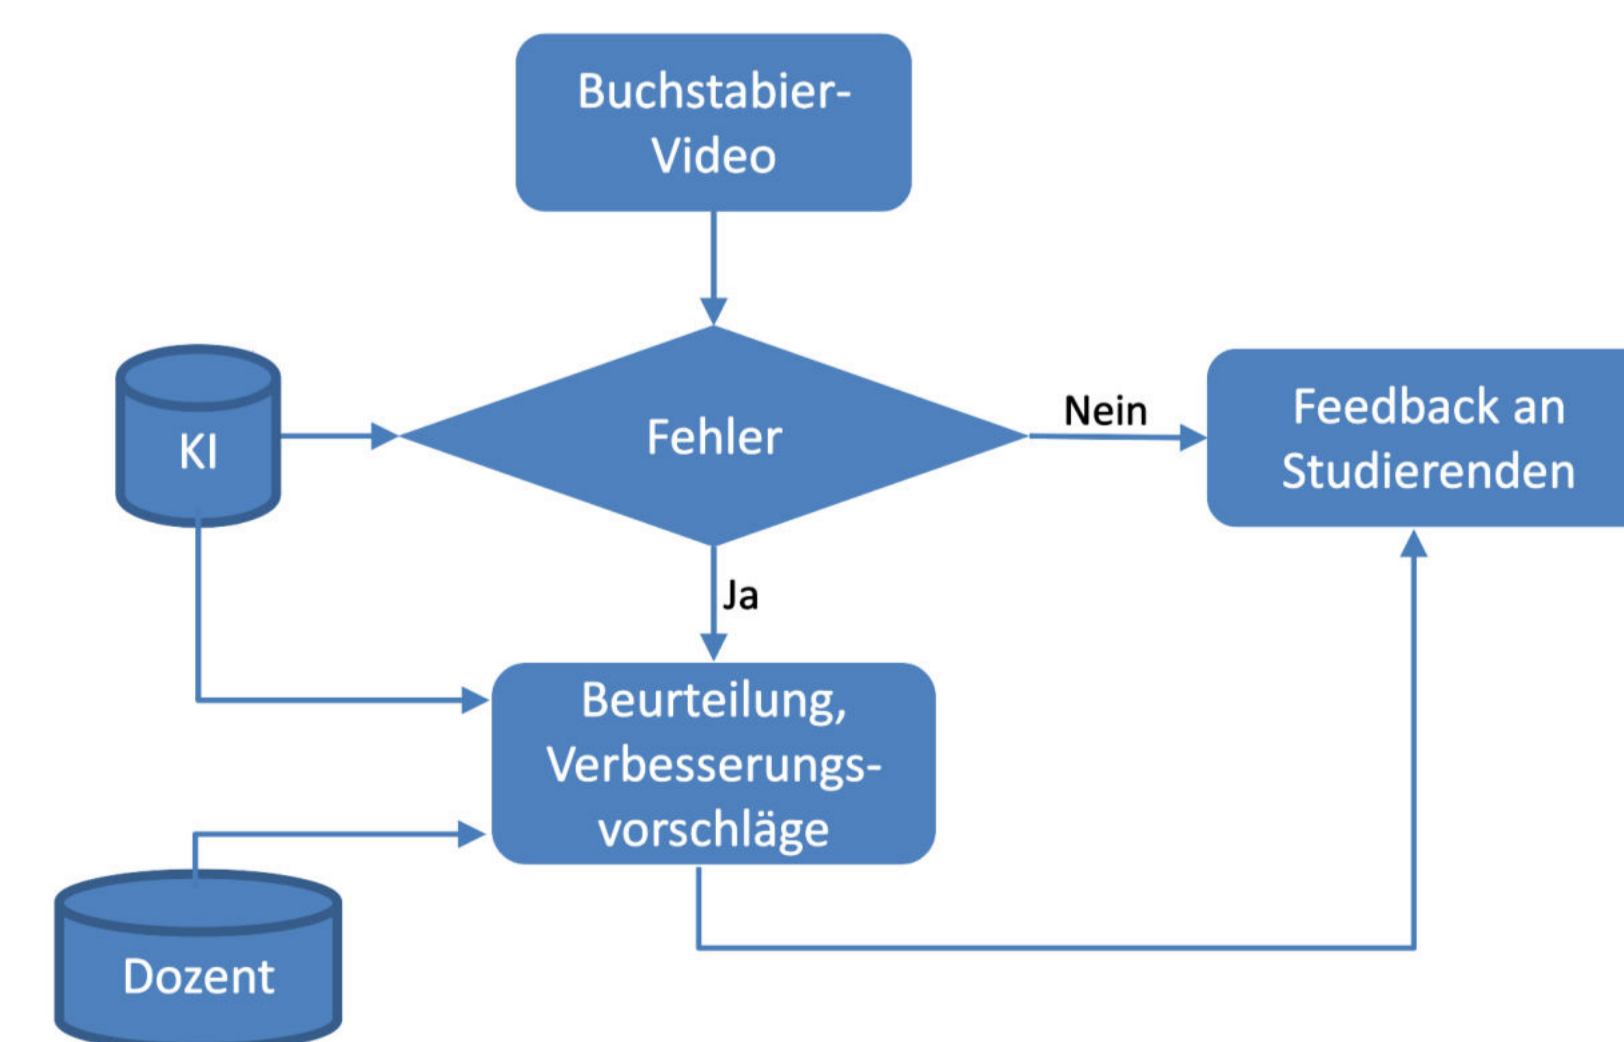 Buchstabier-
Video
KI
Fehler
Nein
Feedback an
Studierenden
Ja
Beurteilung,
Verbesserungs-
vorschläge
Dozent